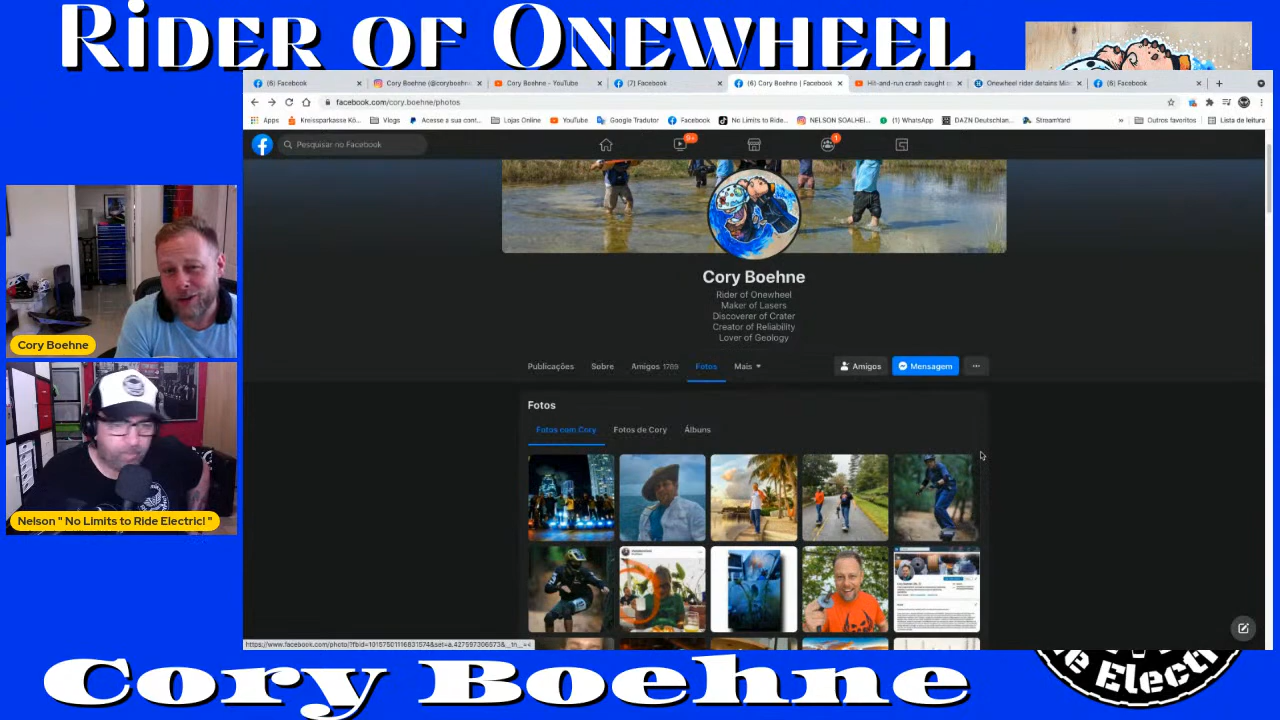 Rider of Onewheel
(6) Facebook
Cory Boehne (@coryboehne
Cory Boehne - YouTube
(7) Facebook
(6) Cory Boehne | Facebook
Hit-and-run crash caught
Onewheel rider detains
(6) Facebook
facebook.com/cory.boehne/photos
Apps
Kreissparkasse Kö...
Vlogs
Acesse a sua cont...
Lojas Online
YouTube
Google Tradutor
Facebook
No Limits to Ride...
NELSON SOALHEI...
(1) WhatsApp
DAZN Deutschlan...
StreamYard
»
Outros favoritos
Lista de leitura
Pesquisar no Facebook
9+
1
Cory Boehne
Rider of Onewheel
Maker of Lasers
Discoverer of Crater
Creator of Reliability
Lover of Geology
Publicações
Sobre
Amigos 1769
Fotos
Mais
Amigos
Mensagem
Fotos
Fotos com Cory
Fotos de Cory
Álbuns
Cory Boehne
Nelson " No Limits to Ride Electric! "
Cory Boehne